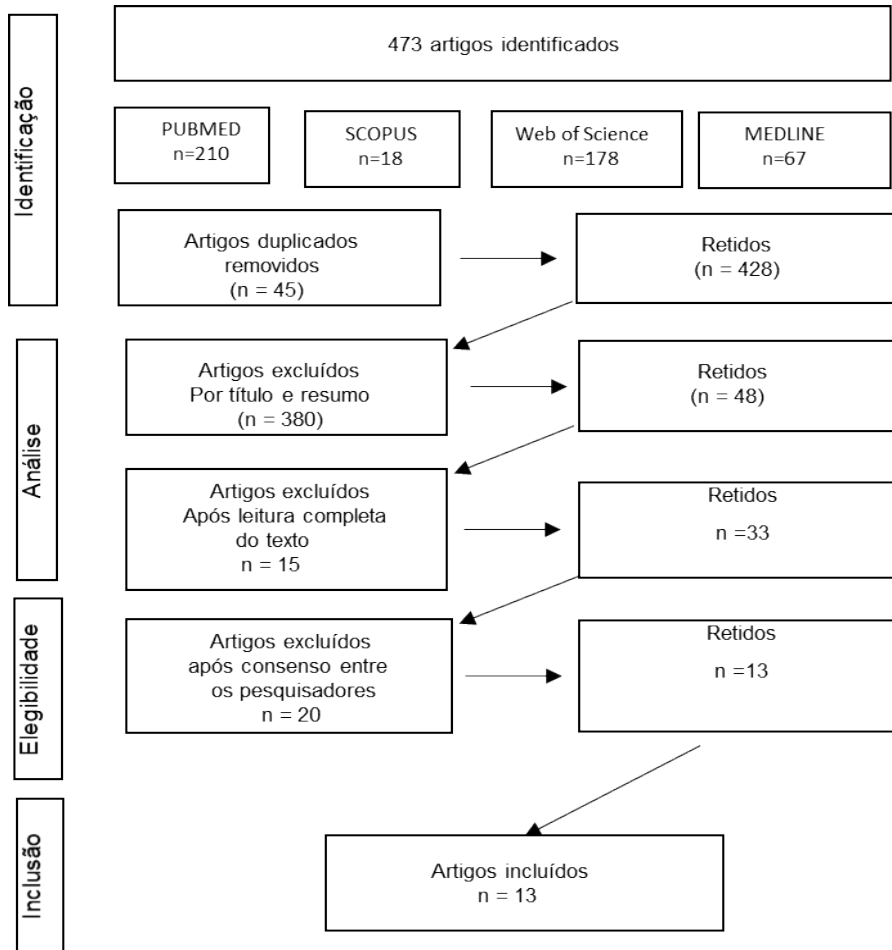 Identificação
473 artigos identificados
PUBMED
n=210
SCOPUS
n=18
Web of Science
n=178
MEDLINE
n=67
Artigos duplicados
removidos
(n = 45)
Retidos
(n = 428)
Análise
Artigos excluídos
Por título e resumo
(n = 380)
Retidos
(n = 48)
Artigos excluídos
Após leitura completa
do texto
n = 15
Retidos
n =33
Elegibilidade
Artigos excluídos
após consenso entre
os pesquisadores
n = 20
Retidos
n =13
Inclusão
Artigos incluídos
n = 13